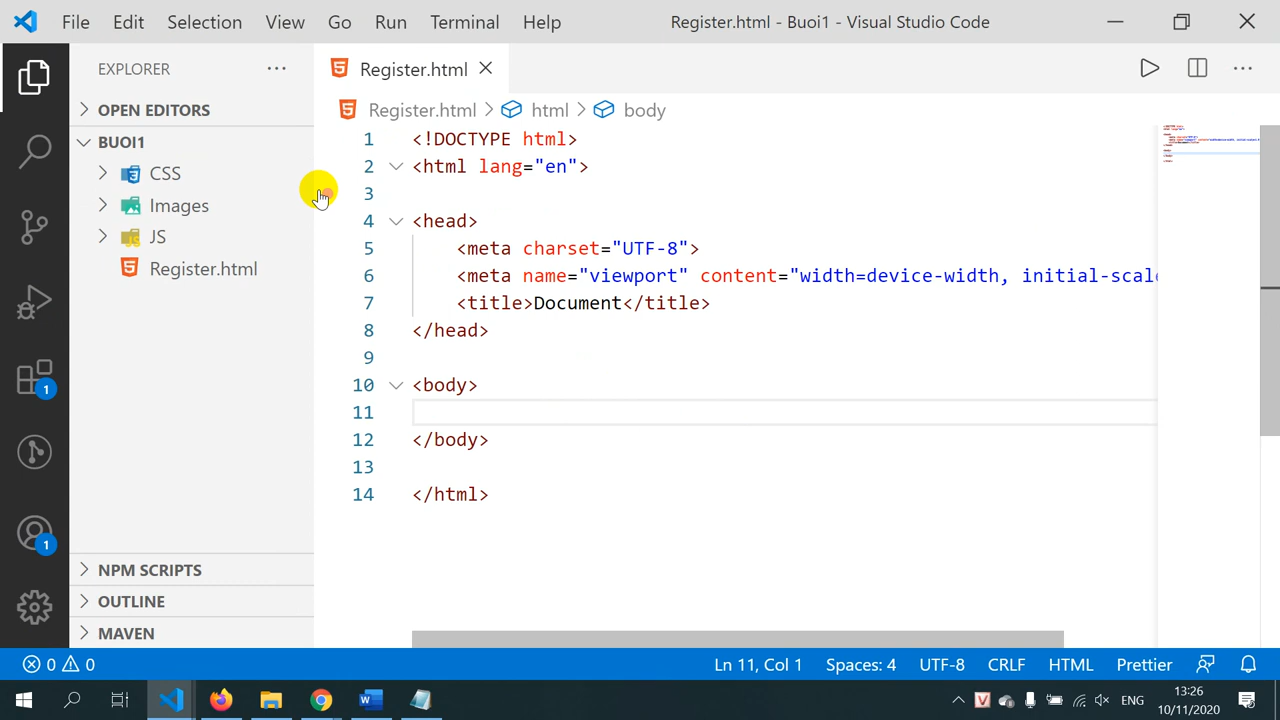 File Edit Selection View Go Run Terminal Help Register.html - Buoi1 - Visual Studio Code
EXPLORER
OPEN EDITORS
BUOI1
CSS
Images
JS
Register.html
NPM SCRIPTS
OUTLINE
MAVEN
Register.html
Register.html html body
1 <!DOCTYPE html>
2 <html lang="en">
3
4 <head>
5 <meta charset="UTF-8">
6 <meta name="viewport" content="width=device-width, initial-scale
7 <title>Document</title>
8 </head>
9
10 <body>
11
12 </body>
13
14 </html>
1
1
0 0 Ln 11, Col 1 Spaces: 4 UTF-8 CRLF HTML Prettier
ENG
13:26
10/11/2020